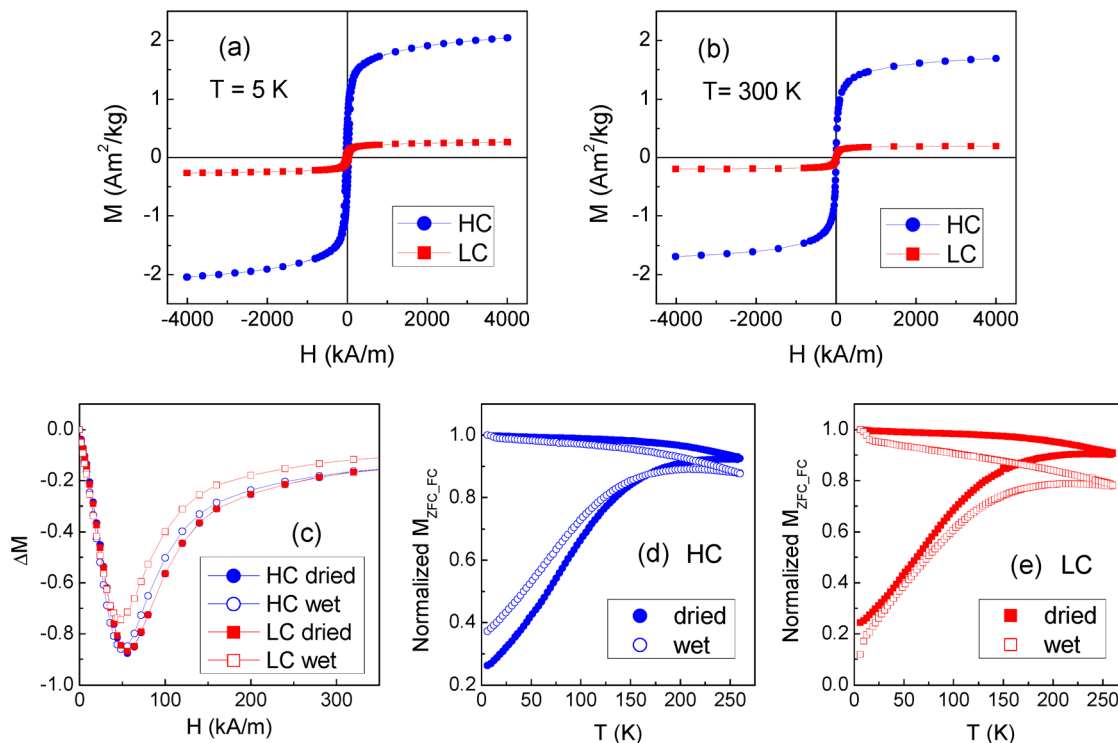 (a)
T = 5 K
M (Am²/kg)
2
1
0
-1
-2
HC
LC
-4000 -2000 0 2000 4000
H (kA/m)
(b)
T= 300 K
M (Am²/kg)
2
1
0
-1
-2
HC
LC
-4000 -2000 0 2000 4000
H (kA/m)
ΔM
0.0
-0.2
-0.4
-0.6
-0.8
-1.0
(c)
HC dried
HC wet
LC dried
LC wet
0 100 200 300
H (kA/m)
Normalized M_ZFC_FC
1.0
0.8
0.6
0.4
0.2
(d) HC
dried
wet
0 50 100 150 200 250
T (K)
Normalized M_ZFC_FC
1.0
0.8
0.6
0.4
0.2
0.0
(e) LC
dried
wet
0 50 100 150 200 250
T (K)